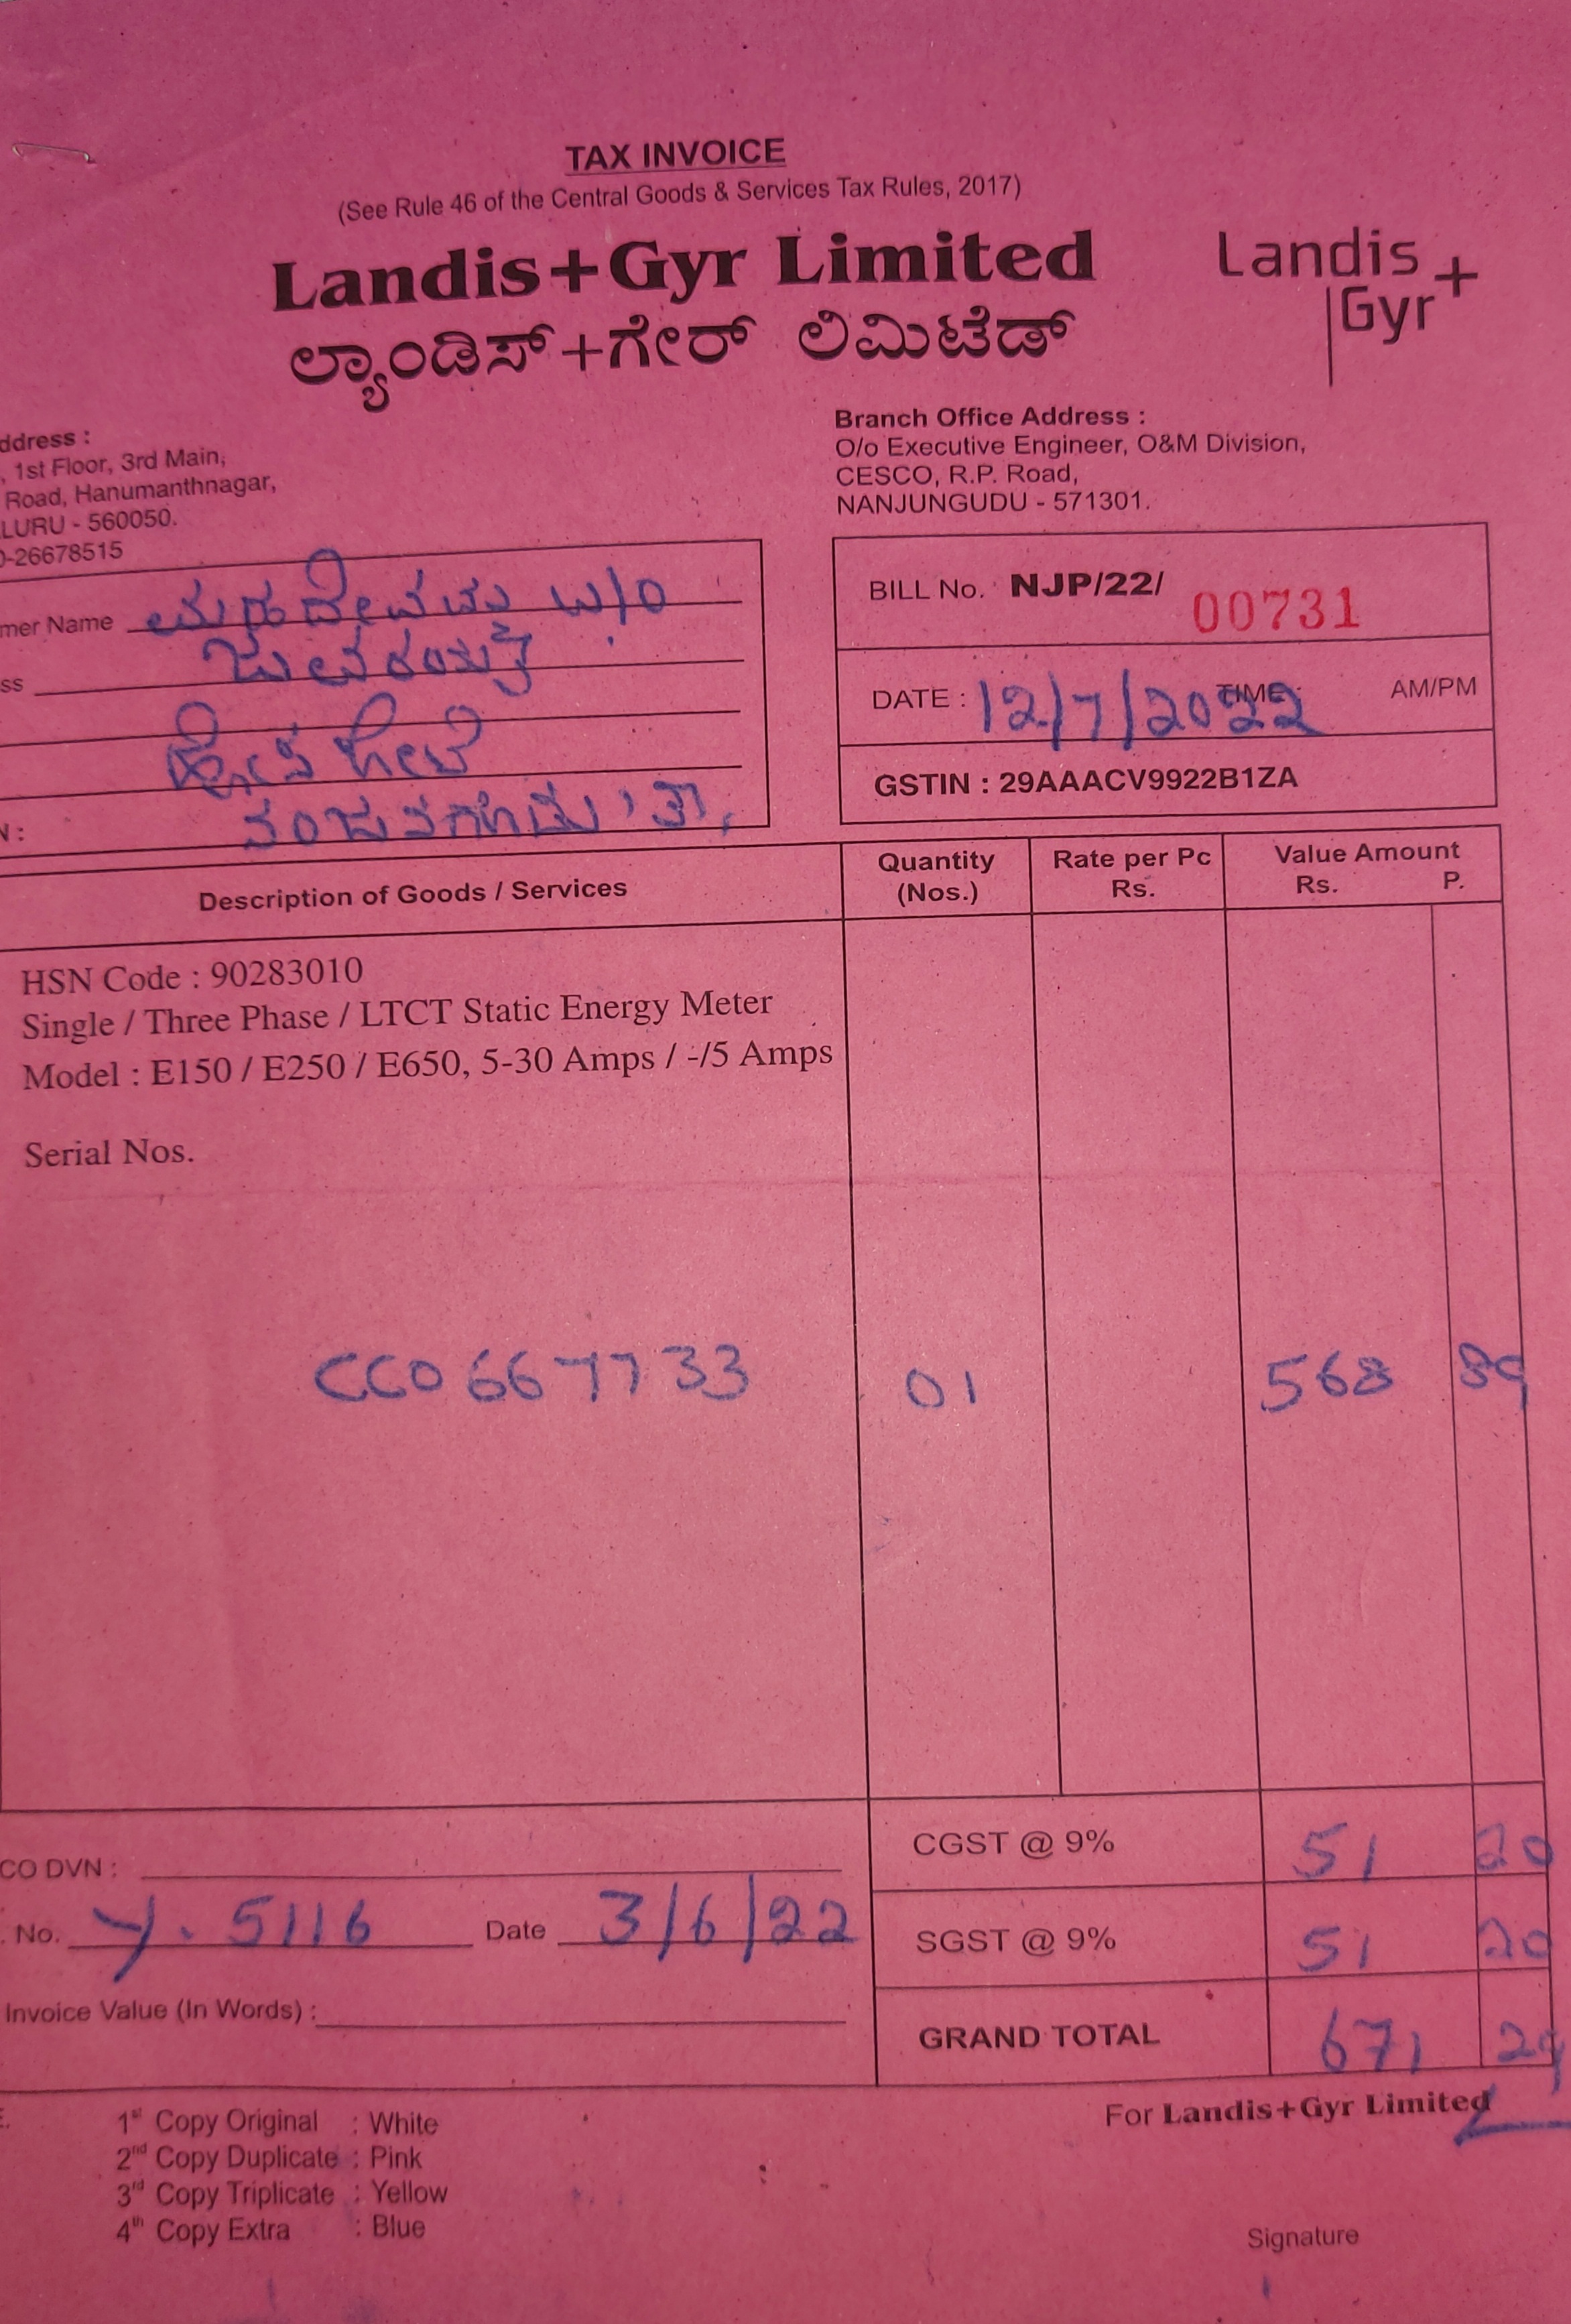 TAX INVOICE
(See Rule 46 of the Central Goods & Services Tax Rules, 2017)
Landis+Gyr Limited
ಲ್ಯಾಂಡಿಸ್+ಗೇರ್ ಲಿಮಿಟೆಡ್
Landis+
Gyr
ddress :
, 1st Floor, 3rd Main,
Road, Hanumanthnagar,
LURU - 560050.
0-26678515
Branch Office Address :
O/o Executive Engineer, O&M Division,
CESCO, R.P. Road,
NANJUNGUDU - 571301.
mer Name W/O
ss
N :
BILL No. NJP/22/ 00731
DATE : 12/7/2022 TIME : AM/PM
GSTIN : 29AAACV9922B1ZA
Description of Goods / Services Quantity (Nos.) Rate per Pc Rs. Value Amount Rs. P.
HSN Code : 90283010
Single / Three Phase / LTCT Static Energy Meter
Model : E150 / E250 / E650, 5-30 Amps / -/5 Amps
Serial Nos.
CC0667733 01 568 89
CGST @ 9% 51 20
CO DVN :
. No. 5116 Date 3/6/22
SGST @ 9% 51 20
Invoice Value (In Words) :
GRAND TOTAL 671 29
For Landis+Gyr Limited
1st Copy Original : White
2nd Copy Duplicate : Pink
3rd Copy Triplicate : Yellow
4th Copy Extra : Blue
Signature